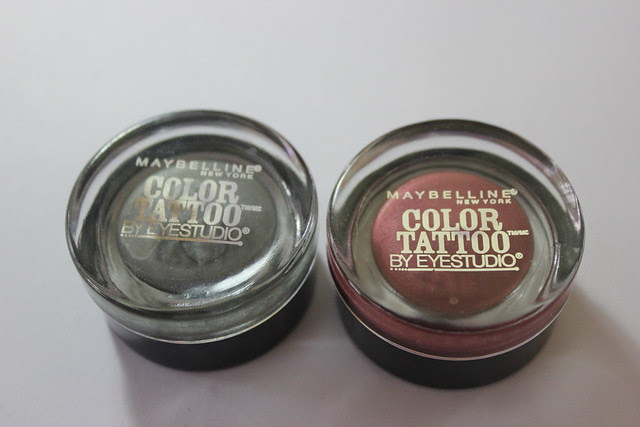 MAYBELLINE®
NEW YORK
COLOR
TATTOO TM/MC
BY EYESTUDIO®
MAYBELLINE®
NEW YORK
COLOR
TATTOO TM/MC
BY EYESTUDIO®